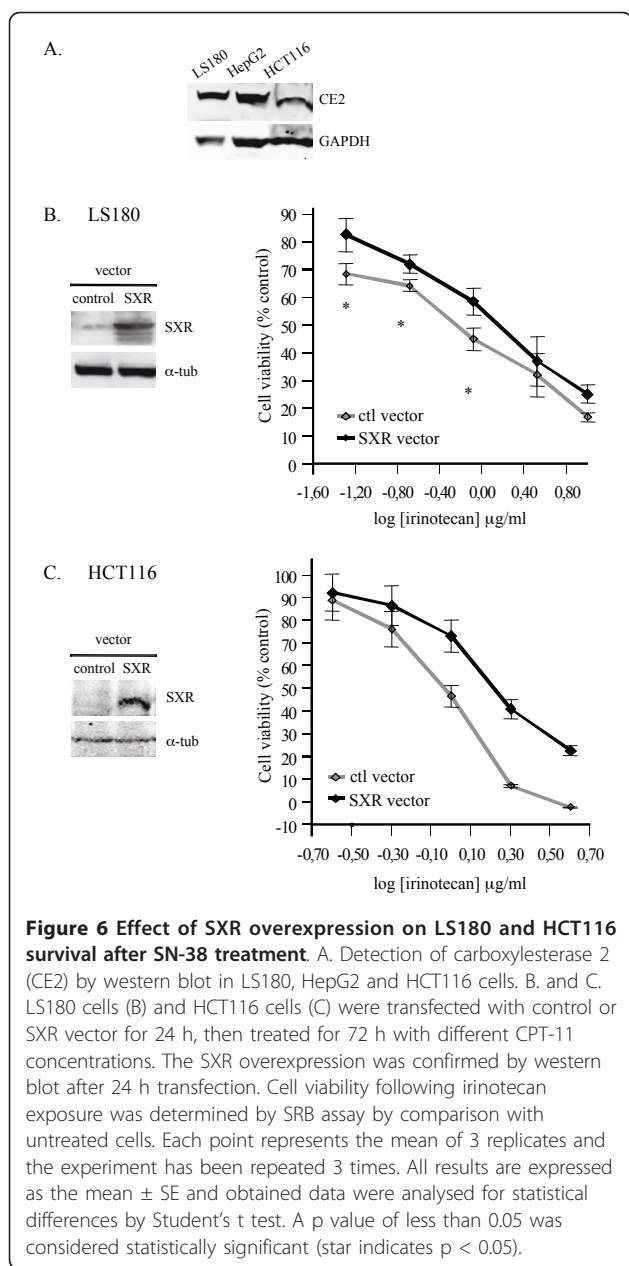 A.
LS180 HepG2 HCT116
CE2
GAPDH
B. LS180
vector
control SXR
SXR
α-tub
Cell viability (% control)
90
80
70
60
50
40
30
20
10
0
* * *
ctl vector
SXR vector
-1,60 -1,20 -0,80 -0,40 0,00 0,40 0,80
log [irinotecan] µg/ml
C. HCT116
vector
control SXR
SXR
α-tub
Cell viability (% control)
100
90
80
70
60
50
40
30
20
10
0
-10
ctl vector
SXR vector
-0,70 -0,50 -0,30 -0,10 0,10 0,30 0,50 0,70
log [irinotecan] µg/ml
Figure 6 Effect of SXR overexpression on LS180 and HCT116
survival after SN-38 treatment. A. Detection of carboxylesterase 2
(CE2) by western blot in LS180, HepG2 and HCT116 cells. B. and C.
LS180 cells (B) and HCT116 cells (C) were transfected with control or
SXR vector for 24 h, then treated for 72 h with different CPT-11
concentrations. The SXR overexpression was confirmed by western
blot after 24 h transfection. Cell viability following irinotecan
exposure was determined by SRB assay by comparison with
untreated cells. Each point represents the mean of 3 replicates and
the experiment has been repeated 3 times. All results are expressed
as the mean ± SE and obtained data were analysed for statistical
differences by Student's t test. A p value of less than 0.05 was
considered statistically significant (star indicates p < 0.05).